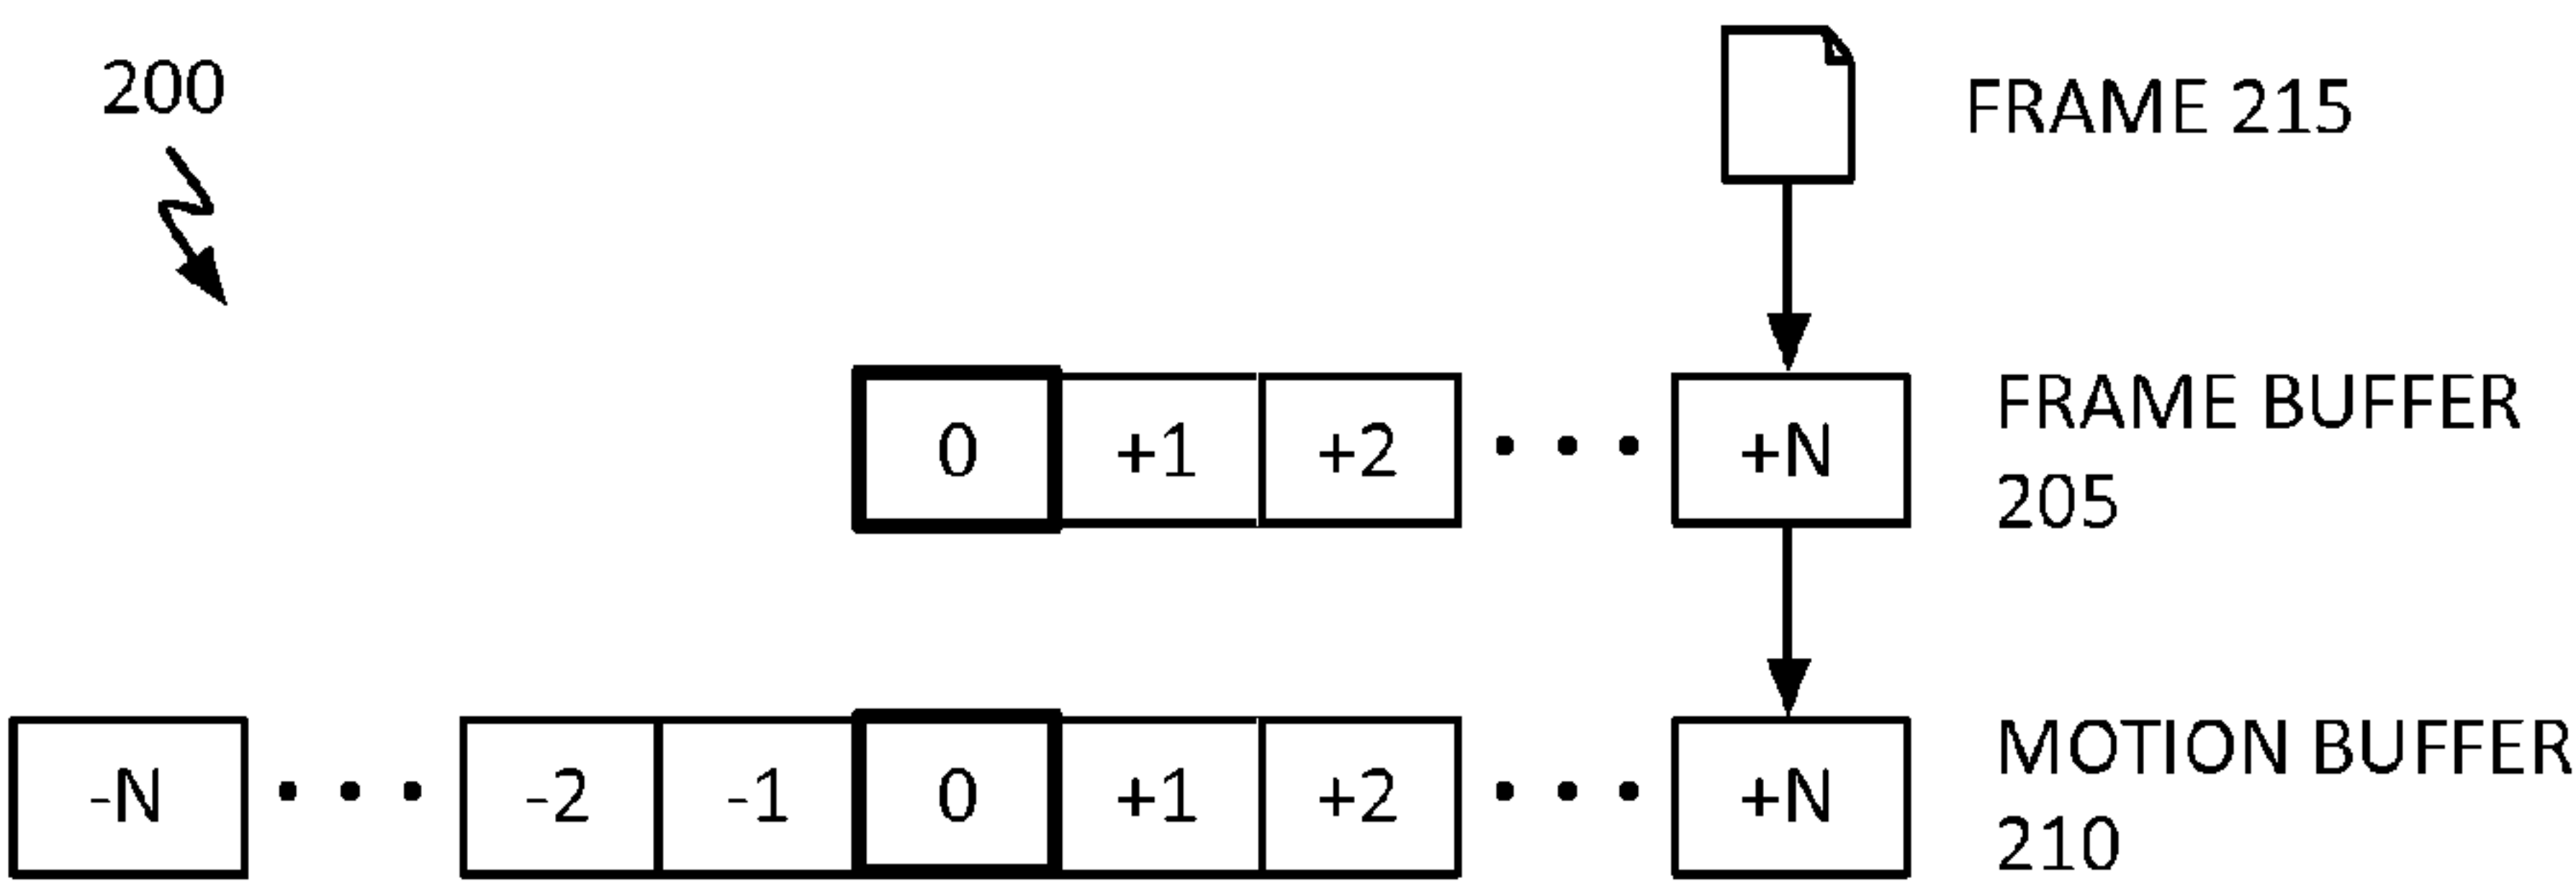 200
FRAME 215
0 +1 +2 • • • +N
FRAME BUFFER
205
-N • • • -2 -1 0 +1 +2 • • • +N
MOTION BUFFER
210